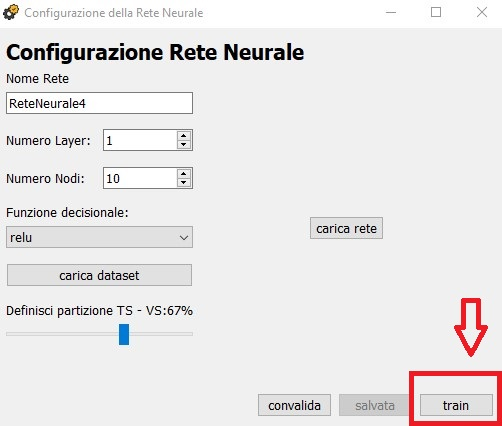 Configurazione della Rete Neurale
Configurazione Rete Neurale
Nome Rete
ReteNeurale4
Numero Layer: 1
Numero Nodi: 10
Funzione decisionale:
relu
carica rete
carica dataset
Definisci partizione TS - VS:67%
convalida salvata train